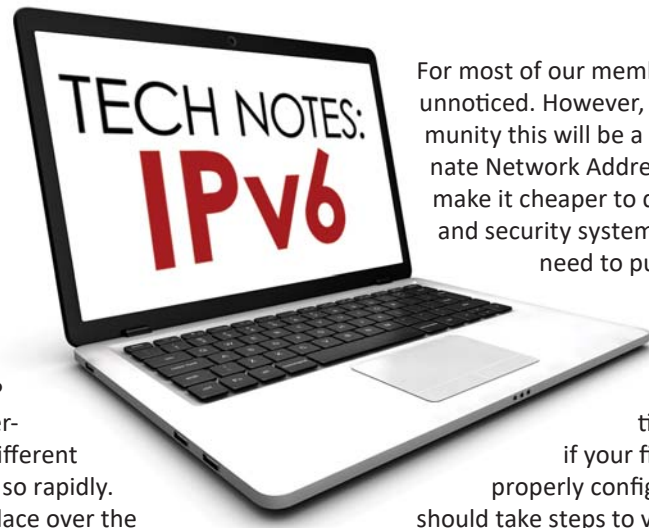 TECH NOTES:
IPv6
er-
ifferent
so rapidly.
lace over the
For most of our memb
unnoticed. However,
munity this will be a
nate Network Addre
make it cheaper to d
and security system
need to pu
ti
if your fi
properly config
should take steps to v